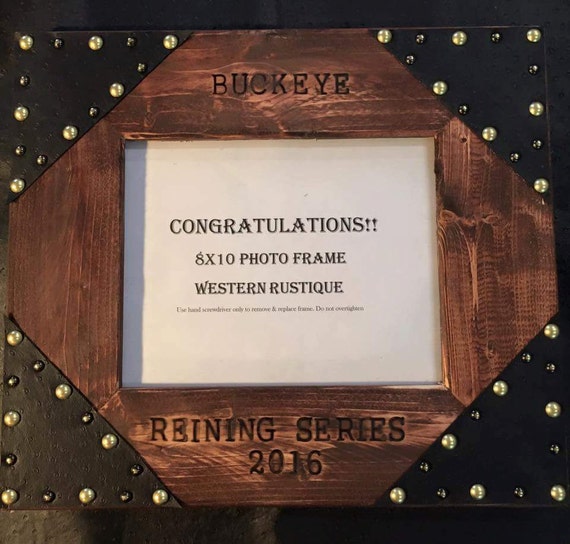 BUCKEYE
CONGRATULATIONS!!
8X10 PHOTO FRAME
WESTERN RUSTIQUE
Use hand screwdriver only to remove & replace frame. Do not overtighten
REINING SERIES
2016